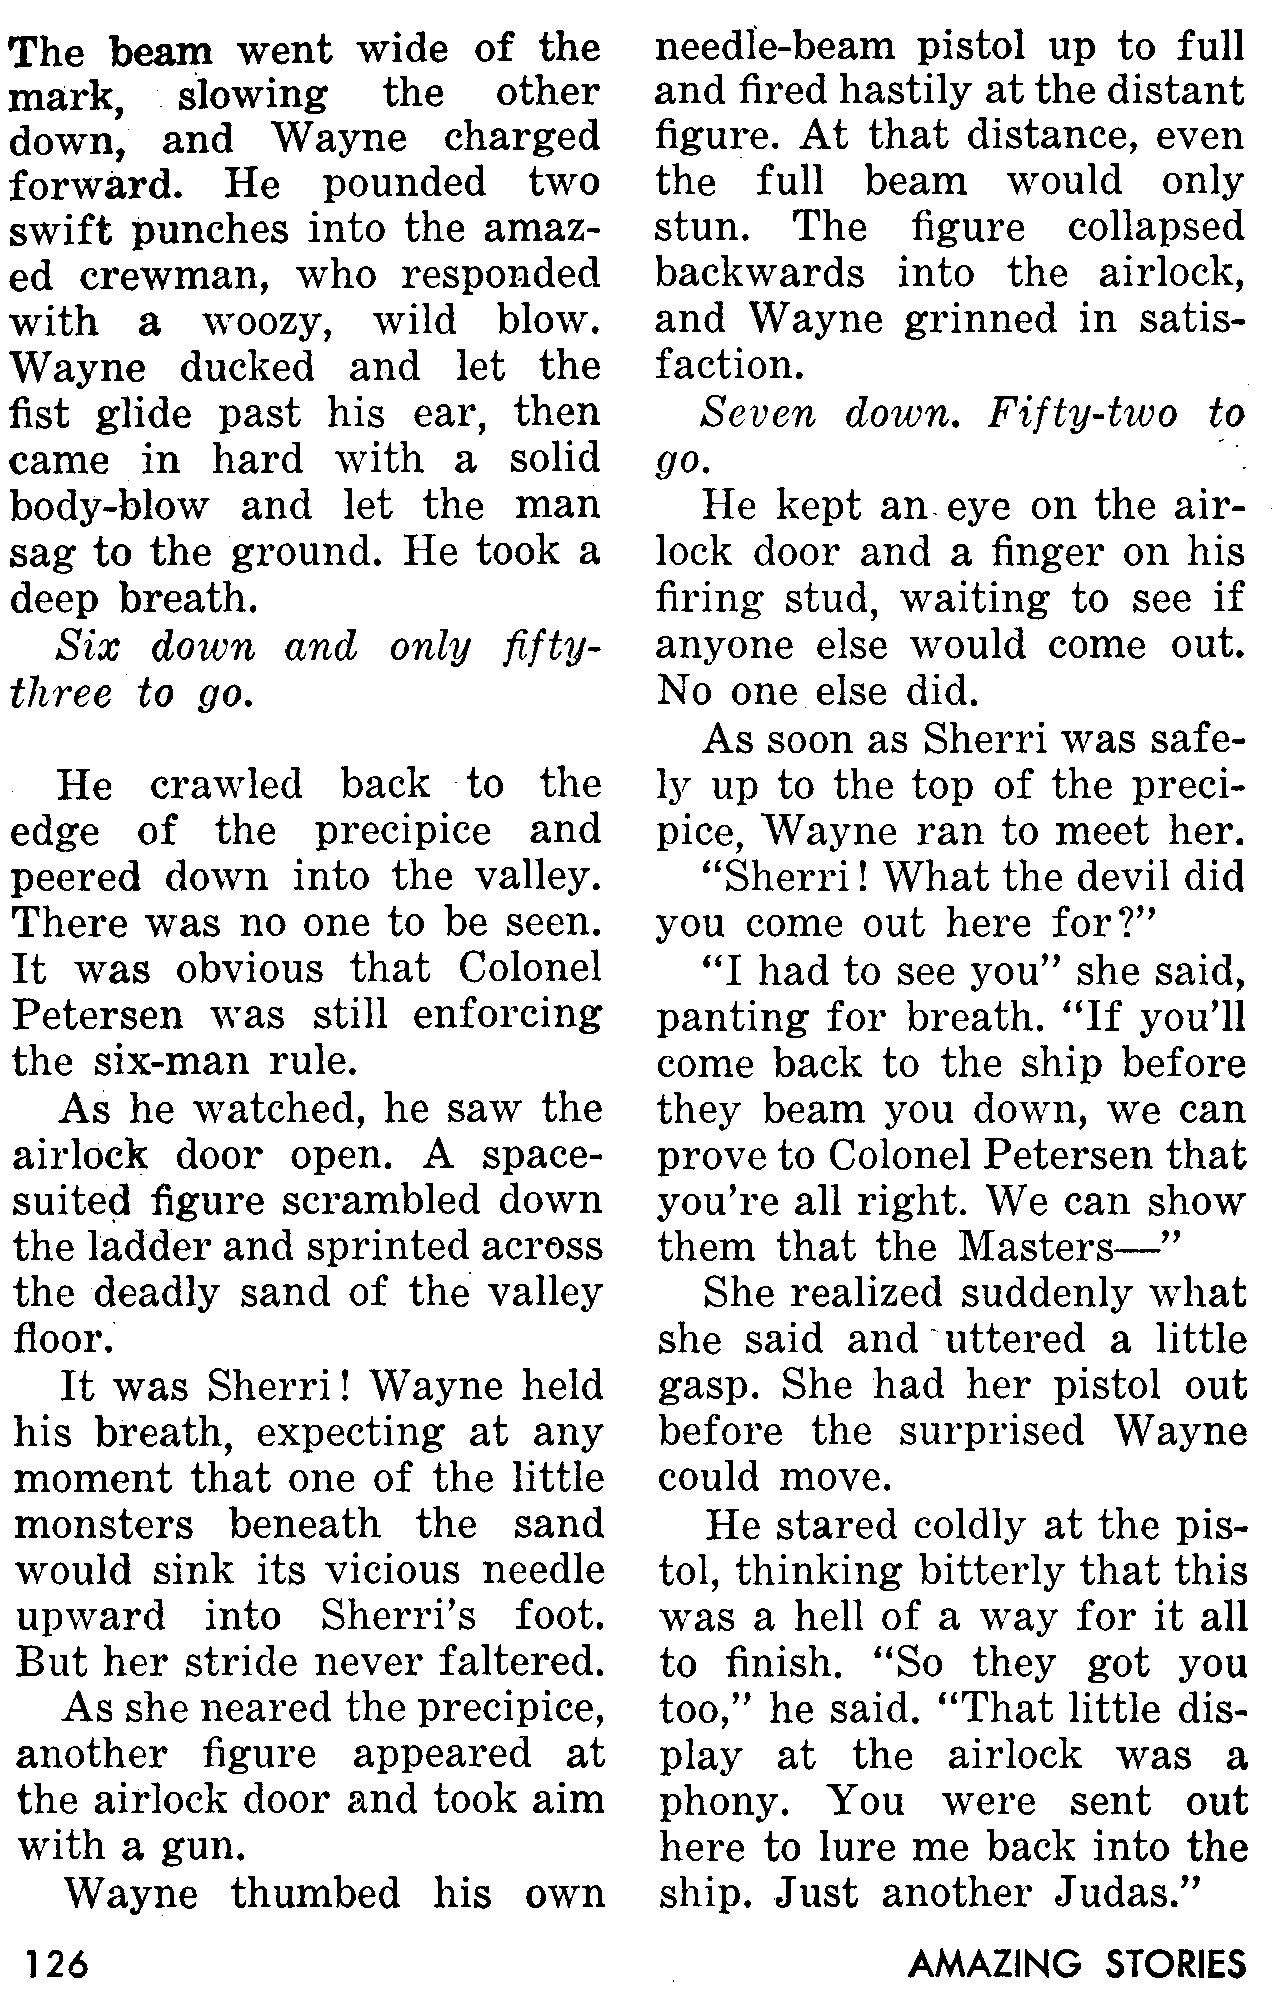 The beam went wide of the
mark, slowing the other
down, and Wayne charged
forward. He pounded two
swift punches into the amaz-
ed crewman, who responded
with a woozy, wild blow.
Wayne ducked and let the
fist glide past his ear, then
came in hard with a solid
body-blow and let the man
sag to the ground. He took a
deep breath.
Six down and only fifty-
three to go.
He crawled back to the
edge of the precipice and
peered down into the valley.
There was no one to be seen.
It was obvious that Colonel
Petersen was still enforcing
the six-man rule.
As he watched, he saw the
airlock door open. A space-
suited figure scrambled down
the ladder and sprinted across
the deadly sand of the valley
floor.
It was Sherri! Wayne held
his breath, expecting at any
moment that one of the little
monsters beneath the sand
would sink its vicious needle
upward into Sherri's foot.
But her stride never faltered.
As she neared the precipice,
another figure appeared at
the airlock door and took aim
with a gun.
Wayne thumbed his own
needle-beam pistol up to full
and fired hastily at the distant
figure. At that distance, even
the full beam would only
stun. The figure collapsed
backwards into the airlock,
and Wayne grinned in satis-
faction.
Seven down. Fifty-two to
go.
He kept an eye on the air-
lock door and a finger on his
firing stud, waiting to see if
anyone else would come out.
No one else did.
As soon as Sherri was safe-
ly up to the top of the preci-
pice, Wayne ran to meet her.
“Sherri! What the devil did
you come out here for?”
“I had to see you” she said,
panting for breath. “If you'll
come back to the ship before
they beam you down, we can
prove to Colonel Petersen that
you're all right. We can show
them that the Masters—”
She realized suddenly what
she said and uttered a little
gasp. She had her pistol out
before the surprised Wayne
could move.
He stared coldly at the pis-
tol, thinking bitterly that this
was a hell of a way for it all
to finish. “So they got you
too,” he said. “That little dis-
play at the airlock was a
phony. You were sent out
here to lure me back into the
ship. Just another Judas.”
126 AMAZING STORIES